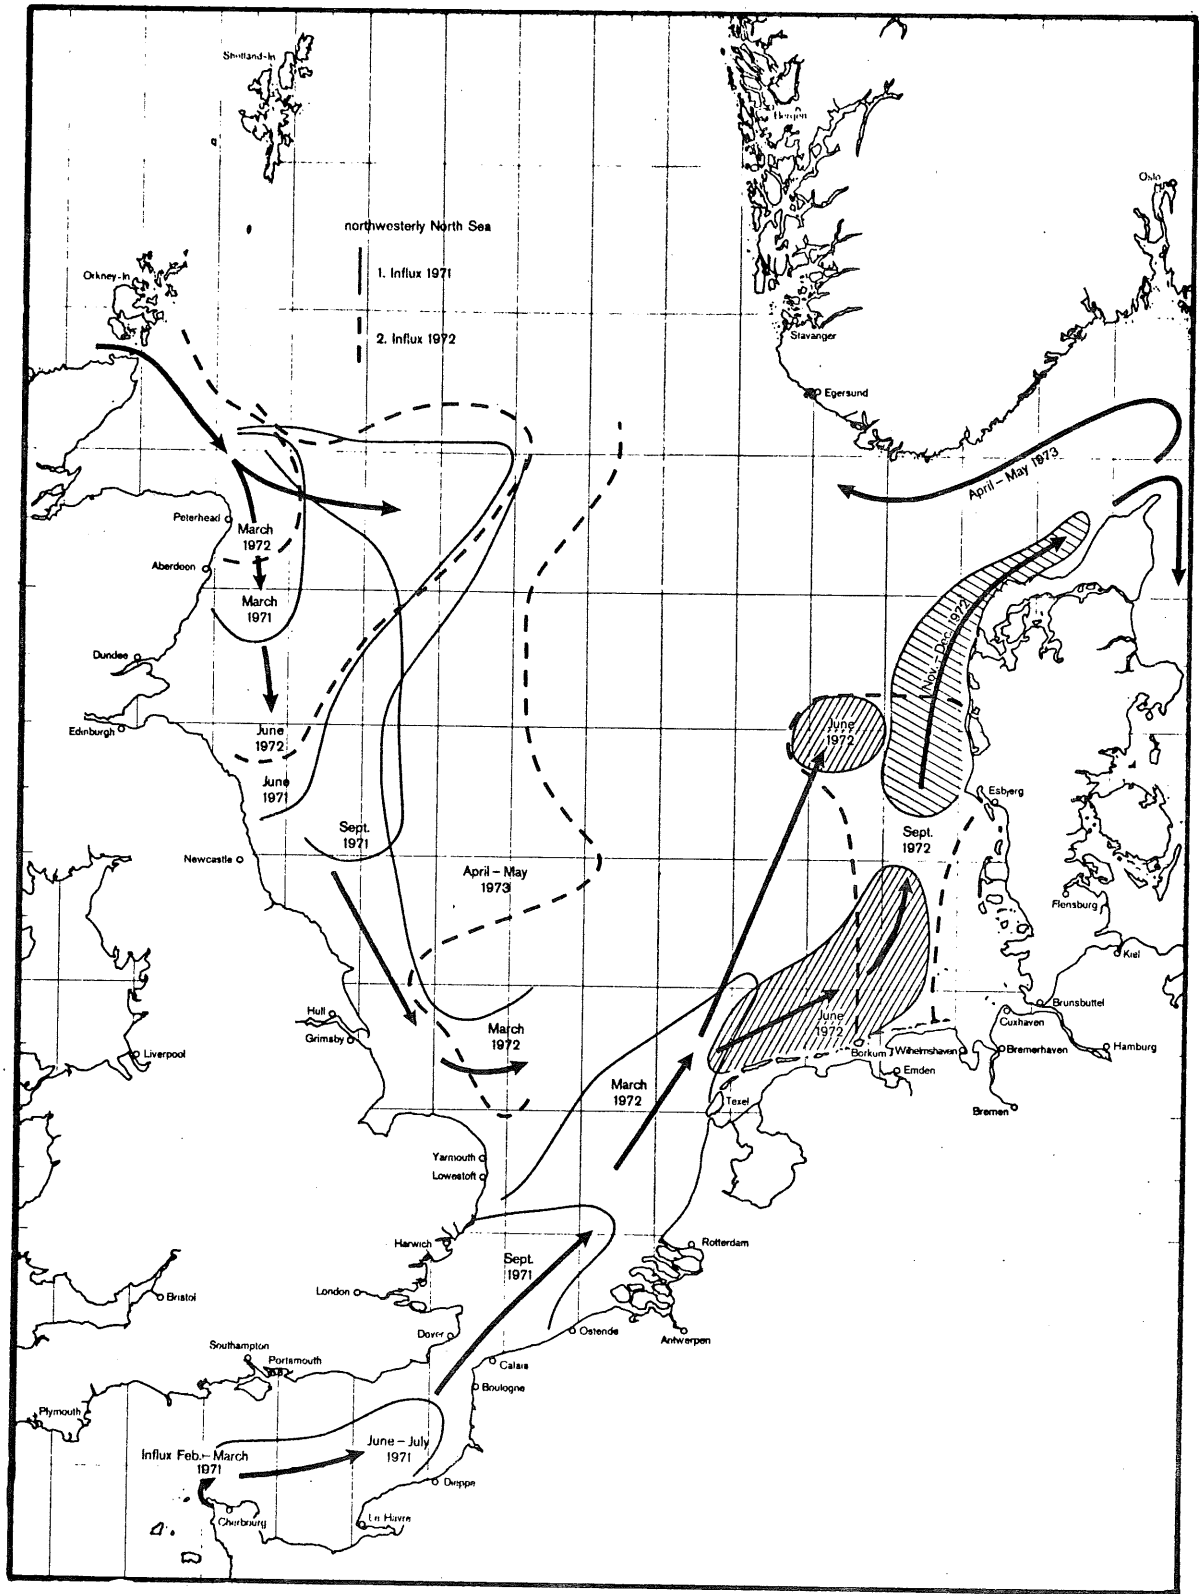 Shetland-In
Bergen
Oslo
northwesterly North Sea
1. Influx 1971
2. Influx 1972
Orkney-In
Stavanger
Egersund
April – May 1973
Peterhead
March
1972
Aberdeen
March
1971
Nov. – Dec. 1972
Dundee
Edinburgh
June
1972
June
1972
June
1971
Esbjerg
Sept.
1971
Sept.
1972
Newcastle
April – May
1973
Flensburg
Kiel
Brunsbuttel
Hull
Grimsby
Cuxhaven
June
1972
March
1972
Liverpool
Borkum
Wilhelmshaven
Bremerhaven
Hamburg
Emden
March
1972
Texel
Bremen
Yarmouth
Lowestoft
Harwich
Rotterdam
Sept.
1971
London
Bristol
Dover
Ostende
Antwerpen
Southampton
Portsmouth
Calais
Boulogne
Plymouth
Influx Feb. – March
1971
June – July
1971
Dieppe
Cherbourg
Le Havre